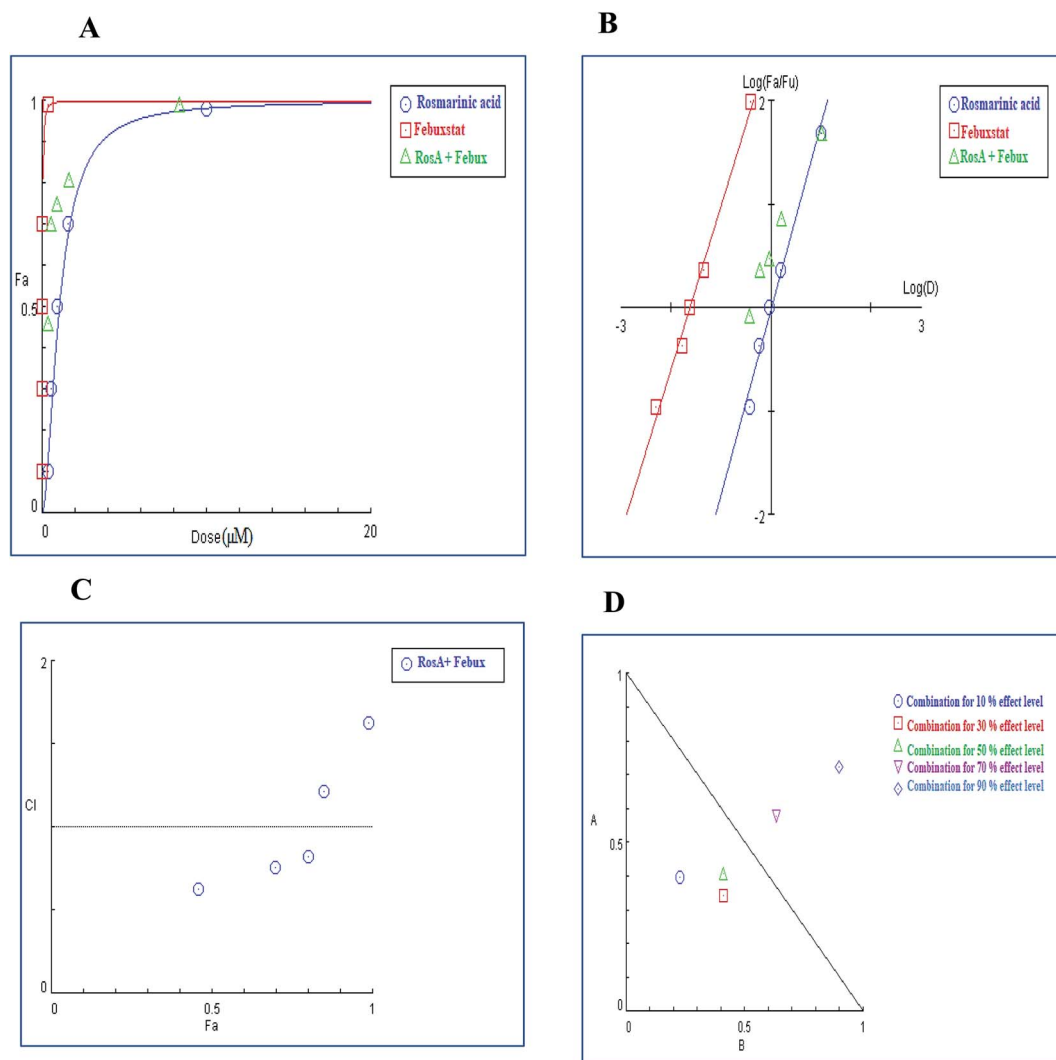 A
1
Rosmarinic acid
Febuxstat
RosA + Febux
Fa
0.5
0
0
Dose(µM)
20
B
Log(Fa/Fu)
2
Rosmarinic acid
Febuxstat
RosA + Febux
Log(D)
-3
3
-2
C
2
RosA+ Febux
CI
0
0
0.5
1
Fa
D
1
Combination for 10 % effect level
Combination for 30 % effect level
Combination for 50 % effect level
Combination for 70 % effect level
Combination for 90 % effect level
A
0.5
0
0
0.5
1
B